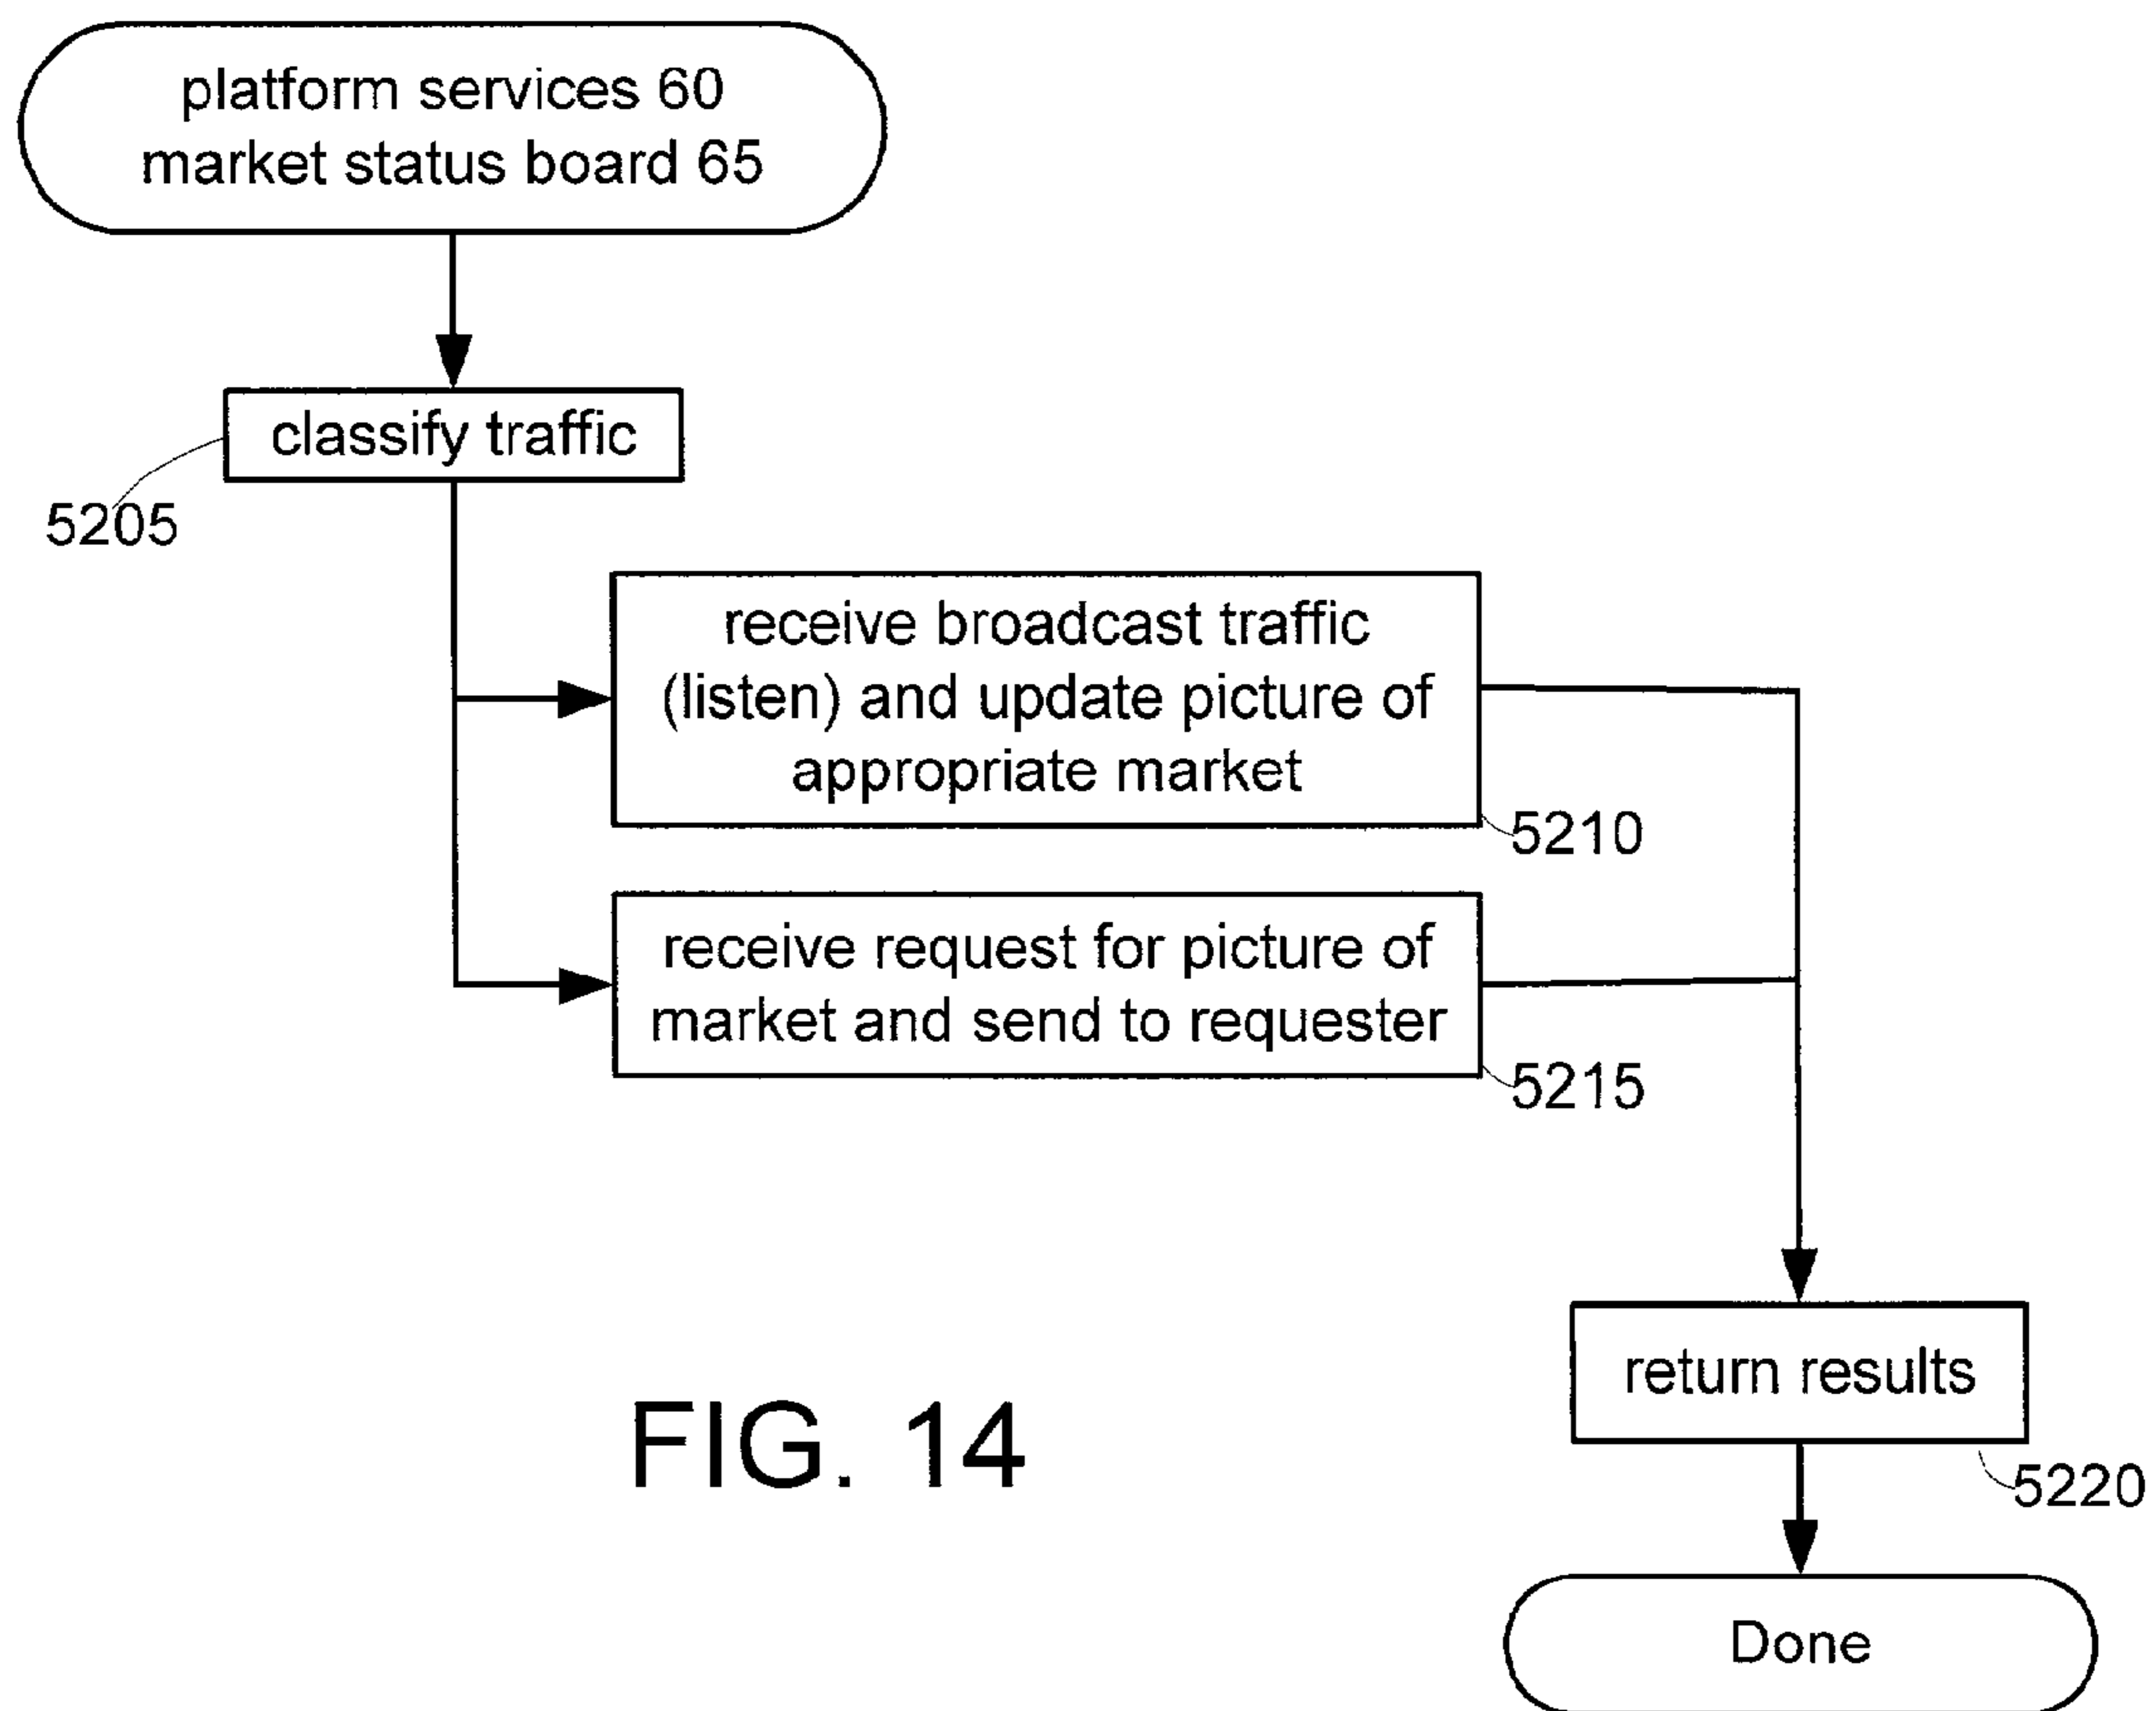 platform services 60
market status board 65
classify traffic
5205
receive broadcast traffic
(listen) and update picture of
appropriate market
5210
receive request for picture of
market and send to requester
5215
return results
5220
FIG. 14
Done